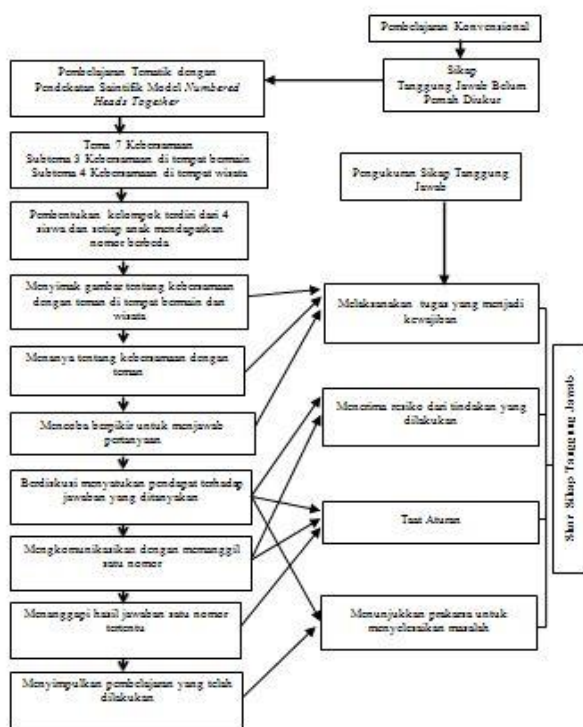 Pembelajaran Konvensional
Sikap
Tanggung Jawab Belum
Pernah Diukur
Pembelajaran Tematik dengan
Pendekatan Saintifik Model Numbered
Heads Together
Tema 7 Kebersamaan
Subtema 3 Kebersamaan di tempat bermain
Subtema 4 Kebersamaan di tempat wisata
Pengukuran Sikap Tanggung
Jawab
Pembentukan kelompok terdiri dari 4
siswa dan setiap anak mendapatkan
nomor berbeda
Menyimak gambar tentang kebersamaan
dengan teman di tempat bermain dan
wisata
Melaksanakan tugas yang menjadi
kewajiban
Menanya tentang kebersamaan dengan
teman
Mencoba berpikir untuk menjawab
pertanyaan
Menerima resiko dari tindakan yang
dilakukan
Berdiskusi menyatukan pendapat terhadap
jawaban yang ditanyakan
Taat Aturan
Mengkomunikasikan dengan memanggil
satu nomor
Menanggapi hasil jawaban satu nomor
tertentu
Menunjukkan prakarsa untuk
menyelesaikan masalah
Menyimpulkan pembelajaran yang telah
dilakukan
Skor Sikap Tanggung Jawab